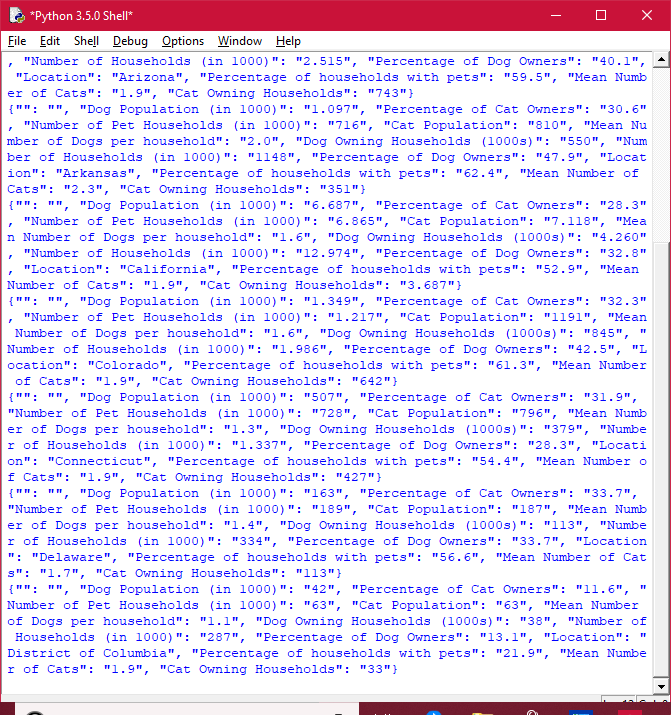 *Python 3.5.0 Shell*
File Edit Shell Debug Options Window Help
, "Number of Households (in 1000)": "2.515", "Percentage of Dog Owners": "40.1",
"Location": "Arizona", "Percentage of households with pets": "59.5", "Mean Numb
er of Cats": "1.9", "Cat Owning Households": "743"}
{"": "", "Dog Population (in 1000)": "1.097", "Percentage of Cat Owners": "30.6"
, "Number of Pet Households (in 1000)": "716", "Cat Population": "810", "Mean Nu
mber of Dogs per household": "2.0", "Dog Owning Households (1000s)": "550", "Num
ber of Households (in 1000)": "1148", "Percentage of Dog Owners": "47.9", "Locat
ion": "Arkansas", "Percentage of households with pets": "62.4", "Mean Number of
Cats": "2.3", "Cat Owning Households": "351"}
{"": "", "Dog Population (in 1000)": "6.687", "Percentage of Cat Owners": "28.3"
, "Number of Pet Households (in 1000)": "6.865", "Cat Population": "7.118", "Mea
n Number of Dogs per household": "1.6", "Dog Owning Households (1000s)": "4.260"
, "Number of Households (in 1000)": "12.974", "Percentage of Dog Owners": "32.8"
, "Location": "California", "Percentage of households with pets": "52.9", "Mean
Number of Cats": "1.9", "Cat Owning Households": "3.687"}
{"": "", "Dog Population (in 1000)": "1.349", "Percentage of Cat Owners": "32.3"
, "Number of Pet Households (in 1000)": "1.217", "Cat Population": "1191", "Mean
Number of Dogs per household": "1.6", "Dog Owning Households (1000s)": "845", "
Number of Households (in 1000)": "1.986", "Percentage of Dog Owners": "42.5", "L
ocation": "Colorado", "Percentage of households with pets": "61.3", "Mean Number
of Cats": "1.9", "Cat Owning Households": "642"}
{"": "", "Dog Population (in 1000)": "507", "Percentage of Cat Owners": "31.9",
"Number of Pet Households (in 1000)": "728", "Cat Population": "796", "Mean Numb
er of Dogs per household": "1.3", "Dog Owning Households (1000s)": "379", "Numbe
r of Households (in 1000)": "1.337", "Percentage of Dog Owners": "28.3", "Locati
on": "Connecticut", "Percentage of households with pets": "54.4", "Mean Number o
f Cats": "1.9", "Cat Owning Households": "427"}
{"": "", "Dog Population (in 1000)": "163", "Percentage of Cat Owners": "33.7",
"Number of Pet Households (in 1000)": "189", "Cat Population": "187", "Mean Numb
er of Dogs per household": "1.4", "Dog Owning Households (1000s)": "113", "Numbe
r of Households (in 1000)": "334", "Percentage of Dog Owners": "33.7", "Location
": "Delaware", "Percentage of households with pets": "56.6", "Mean Number of Cat
s": "1.7", "Cat Owning Households": "113"}
{"": "", "Dog Population (in 1000)": "42", "Percentage of Cat Owners": "11.6", "
Number of Pet Households (in 1000)": "63", "Cat Population": "63", "Mean Number
of Dogs per household": "1.1", "Dog Owning Households (1000s)": "38", "Number of
Households (in 1000)": "287", "Percentage of Dog Owners": "13.1", "Location": "
District of Columbia", "Percentage of households with pets": "21.9", "Mean Numbe
r of Cats": "1.9", "Cat Owning Households": "33"}